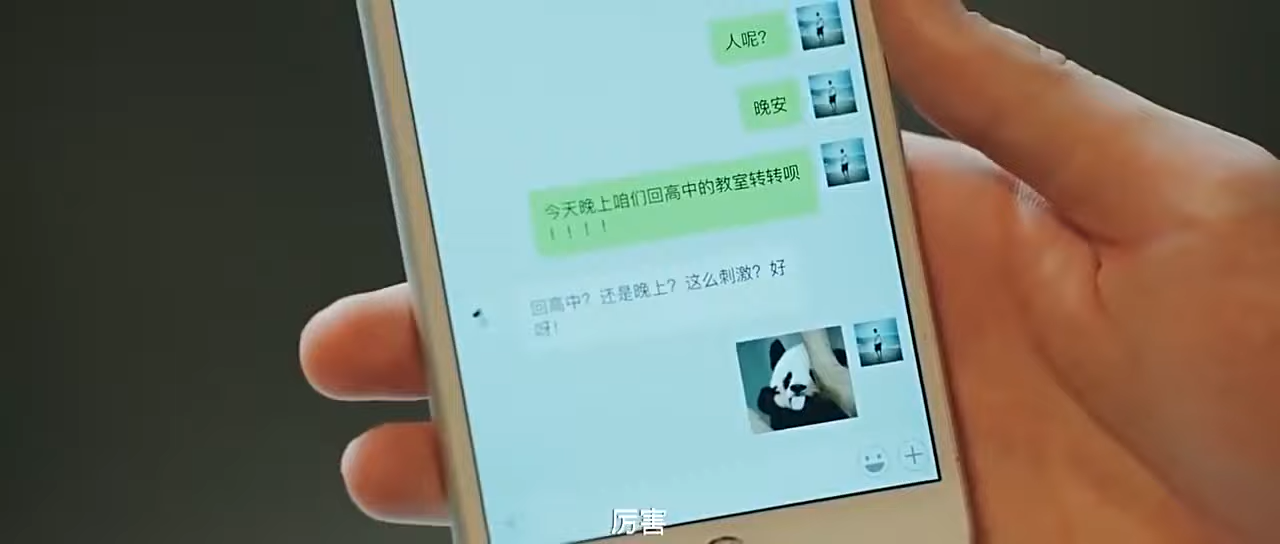 人呢?
晚安
今天晚上咱们回高中的教室转转呗
！！！！
回高中？还是晚上？这么刺激？好
呀！
厉害